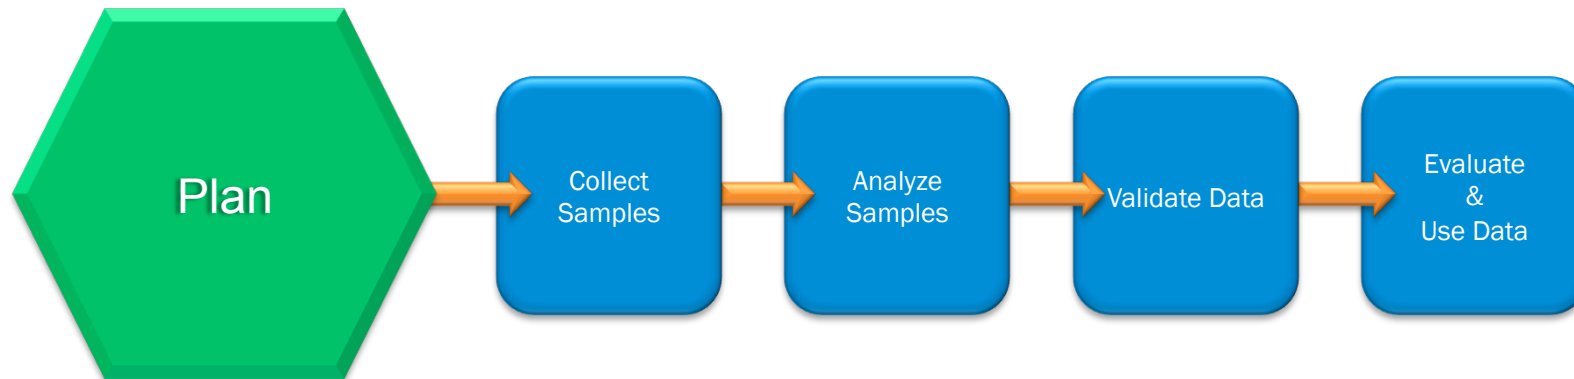 Plan
Collect
Samples
Analyze
Samples
Validate Data
Evaluate
&
Use Data